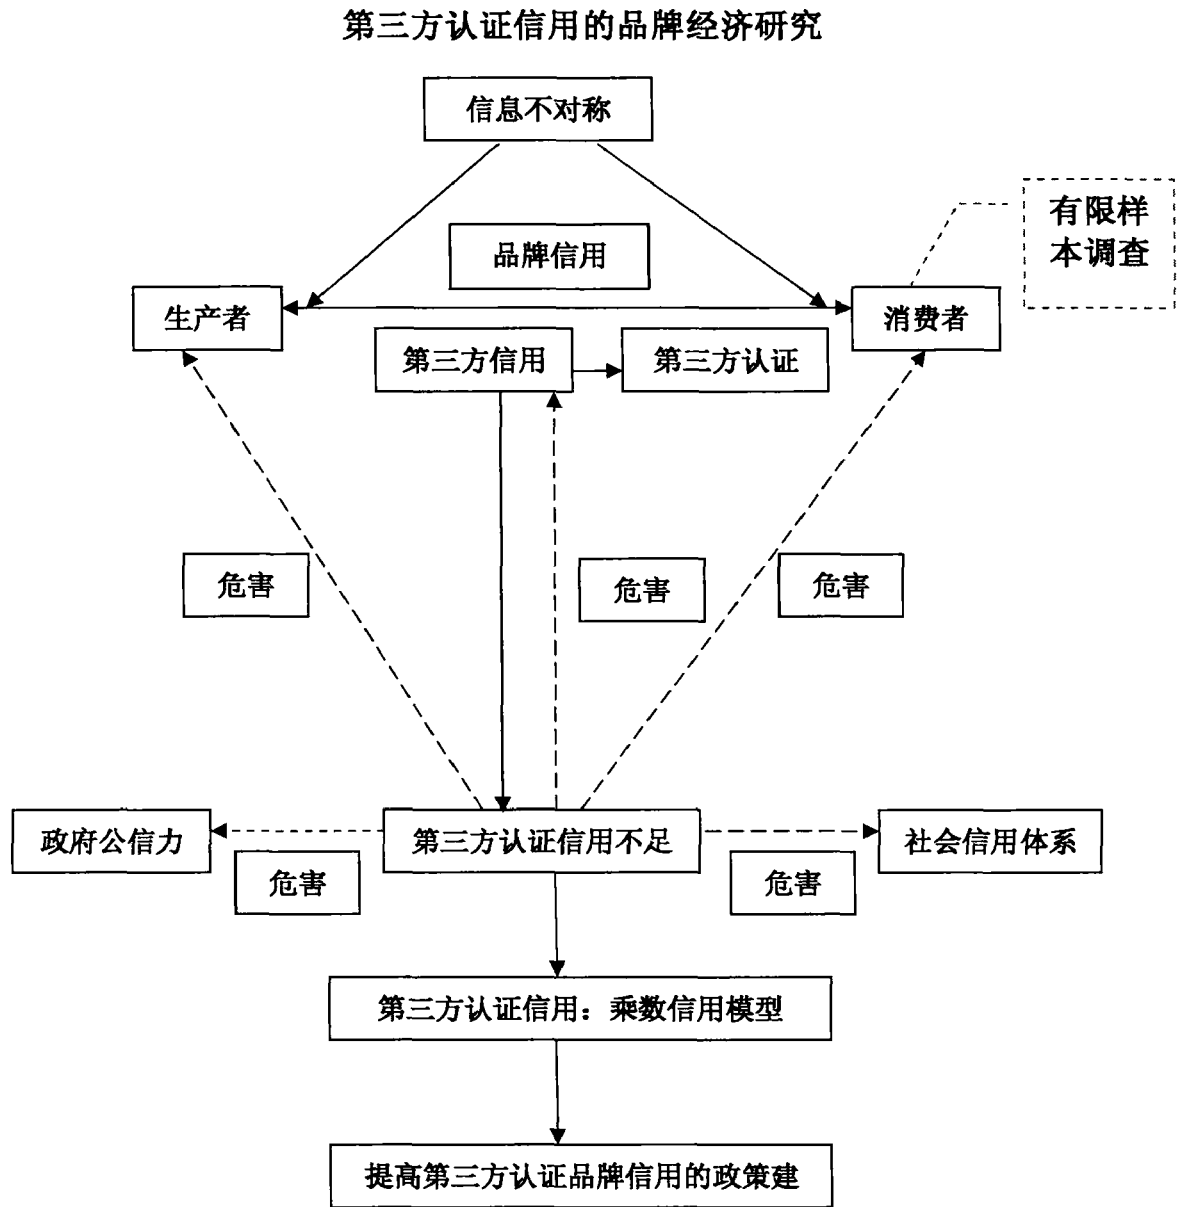 第三方认证信用的品牌经济研究
信息不对称
有限样
本调查
品牌信用
生产者
消费者
第三方信用
第三方认证
危害
危害
危害
政府公信力
第三方认证信用不足
社会信用体系
危害
危害
第三方认证信用：乘数信用模型
提高第三方认证品牌信用的政策建